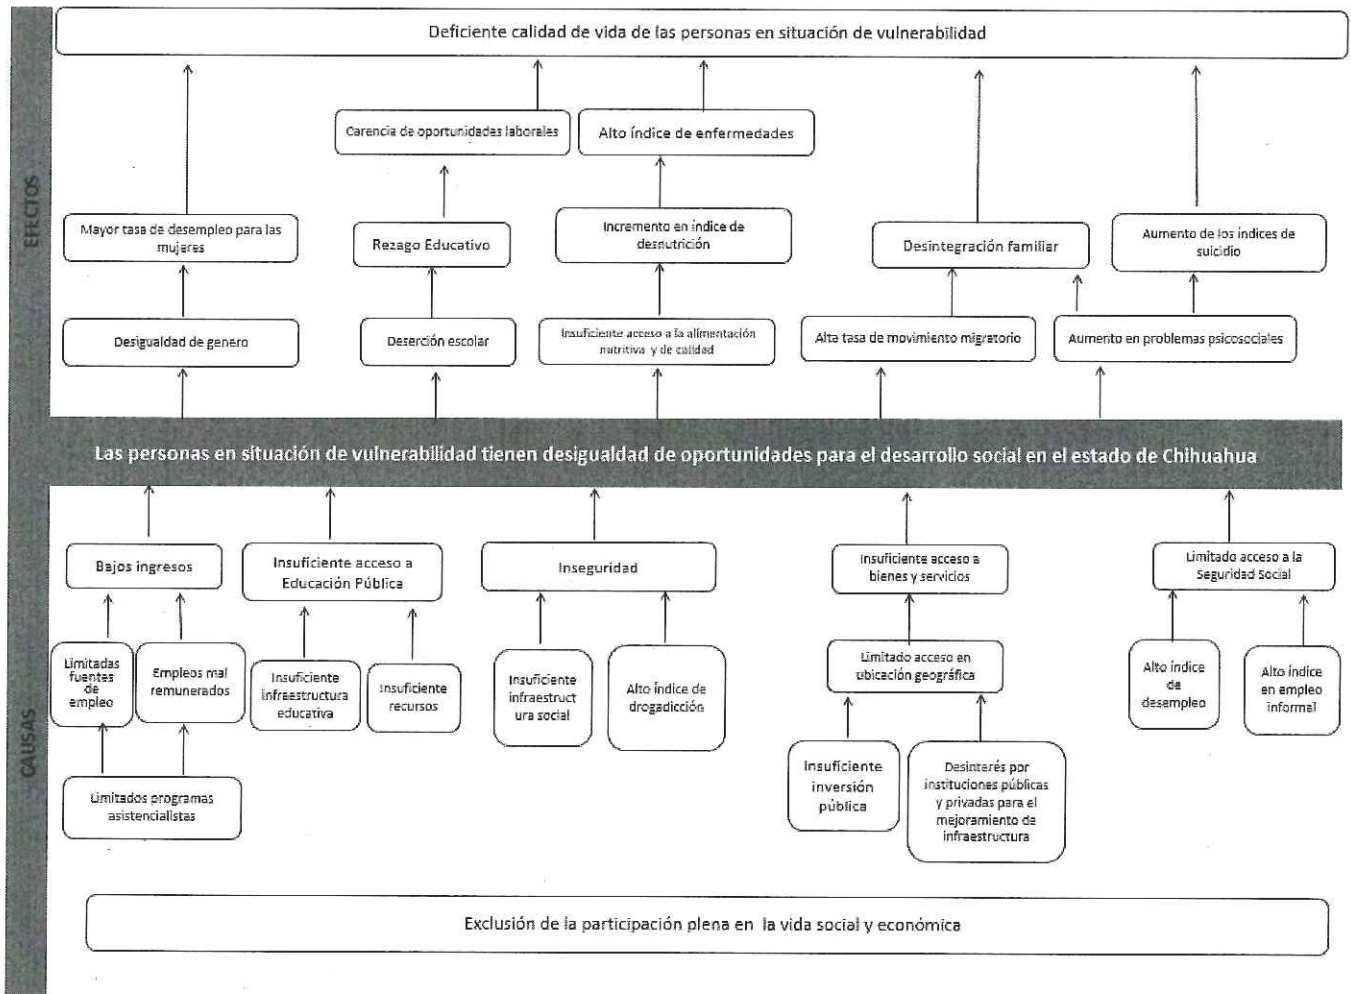 Deficiente calidad de vida de las personas en situación de vulnerabilidad
EFECTOS
Carencia de oportunidades laborales
Alto índice de enfermedades
Mayor tasa de desempleo para las
mujeres
Rezago Educativo
Incremento en índice de
desnutrición
Desintegración familiar
Aumento de los índices de
suicidio
Desigualdad de genero
Deserción escolar
Insuficiente acceso a la alimentación
nutritiva y de calidad
Alta tasa de movimiento migratorio
Aumento en problemas psicosociales
Las personas en situación de vulnerabilidad tienen desigualdad de oportunidades para el desarrollo social en el estado de Chihuahua
CAUSAS
Bajos ingresos
Insuficiente acceso a
Educación Pública
Inseguridad
Insuficiente acceso a
bienes y servicios
Limitado acceso a la
Seguridad Social
Limitadas
fuentes
de
empleo
Empleos mal
remunerados
Insuficiente
infraestructura
educativa
Insuficiente
recursos
Insuficiente
infraestruct
ura social
Alto índice de
drogadicción
Limitado acceso en
ubicación geográfica
Alto índice
de
desempleo
Alto índice
en empleo
informal
Limitados programas
asistencialistas
Insuficiente
inversión
pública
Desinterés por
instituciones públicas
y privadas para el
mejoramiento de
infraestructura
Exclusión de la participación plena en la vida social y económica